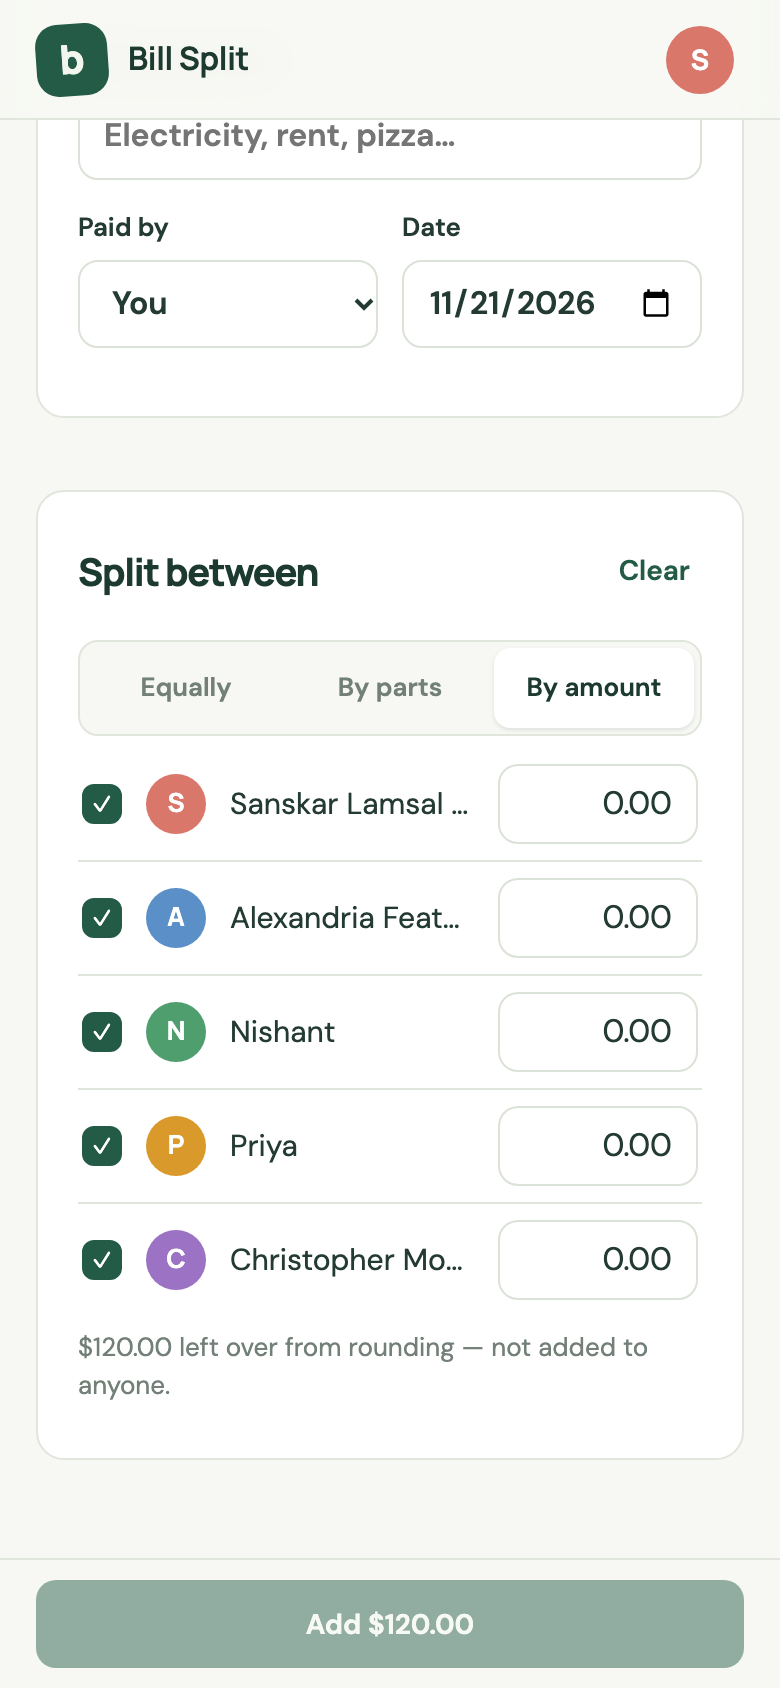 b Bill Split S
Electricity, rent, pizza...
Paid by Date
You 11/21/2026
Split between Clear
Equally By parts By amount
S Sanskar Lamsal ... 0.00
A Alexandria Feat... 0.00
N Nishant 0.00
P Priya 0.00
C Christopher Mo... 0.00
$120.00 left over from rounding — not added to
anyone.
Add $120.00